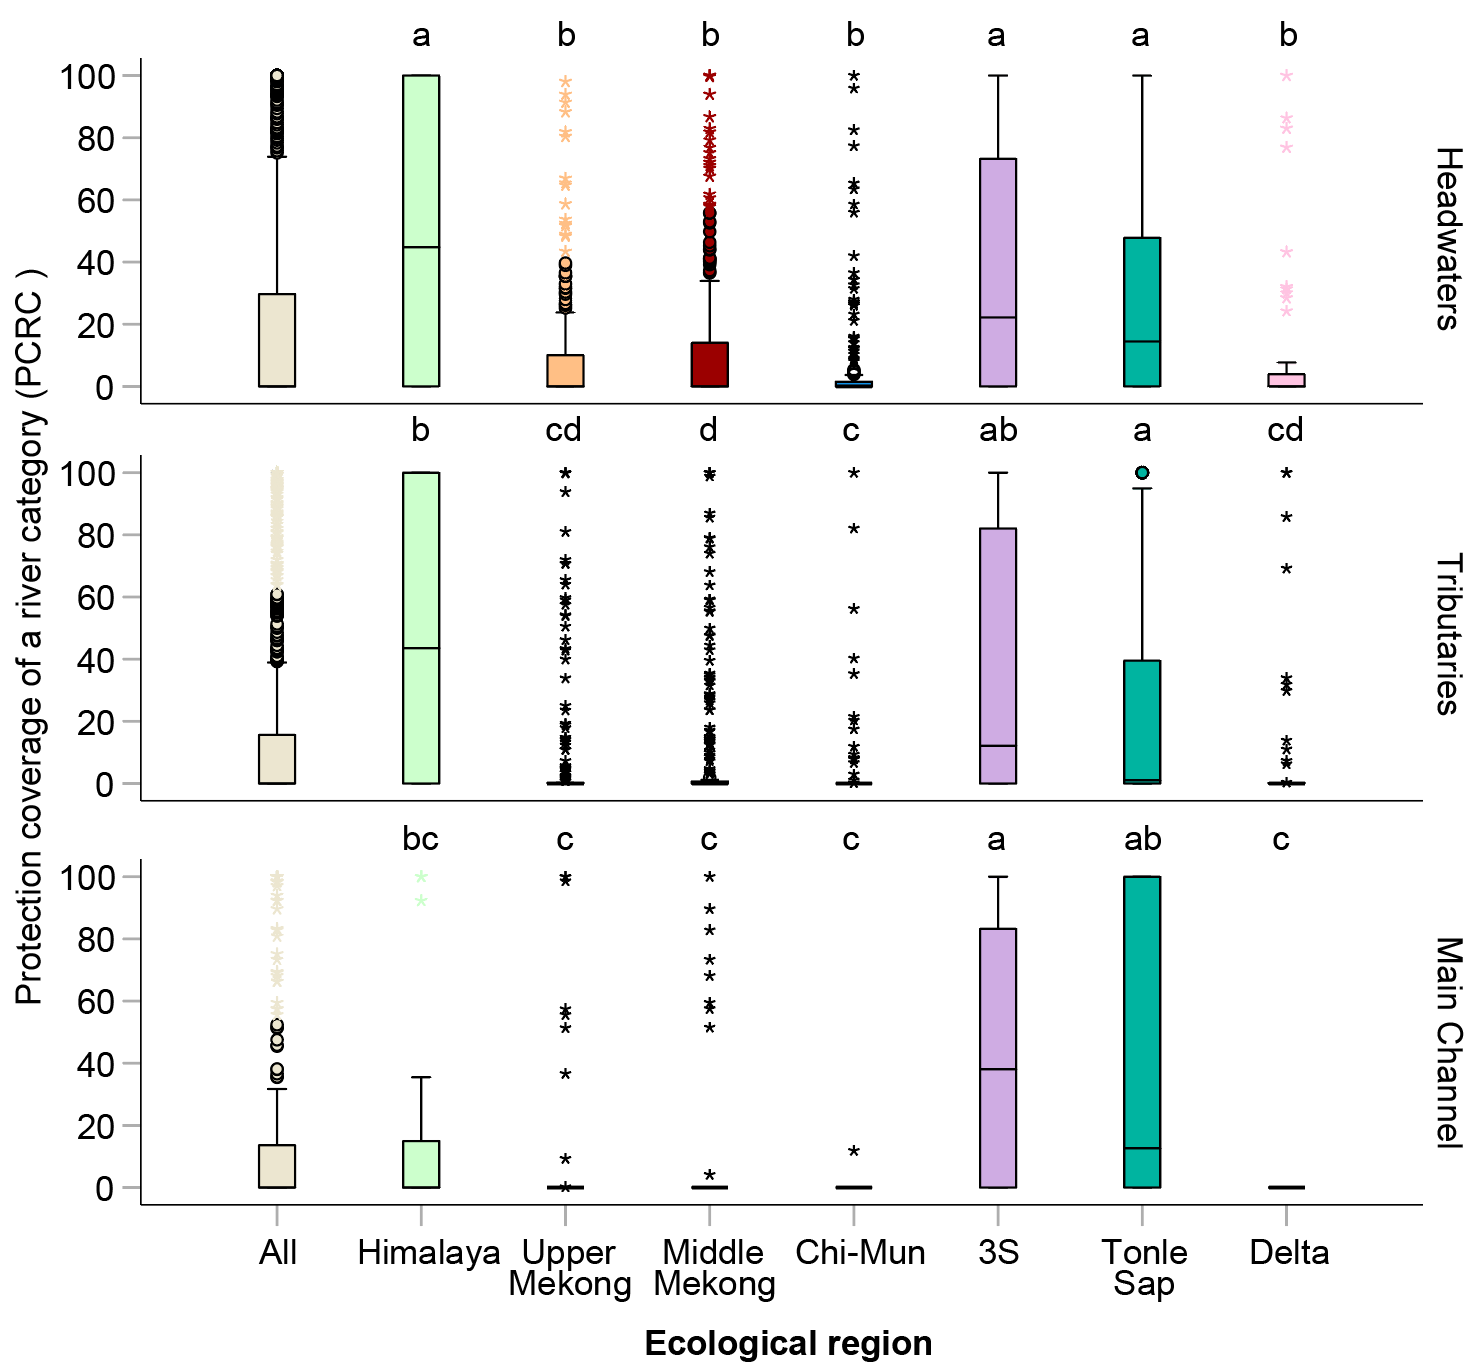 a b b b a a b
100
80
60
40
20
0
Headwaters
b cd d c ab a cd
100
80
60
40
20
0
Tributaries
bc c c c a ab c
100
80
60
40
20
0
Main Channel
Protection coverage of a river category (PCRC )
All Himalaya Upper Middle Chi-Mun 3S Tonle Delta
Mekong Mekong Sap
Ecological region